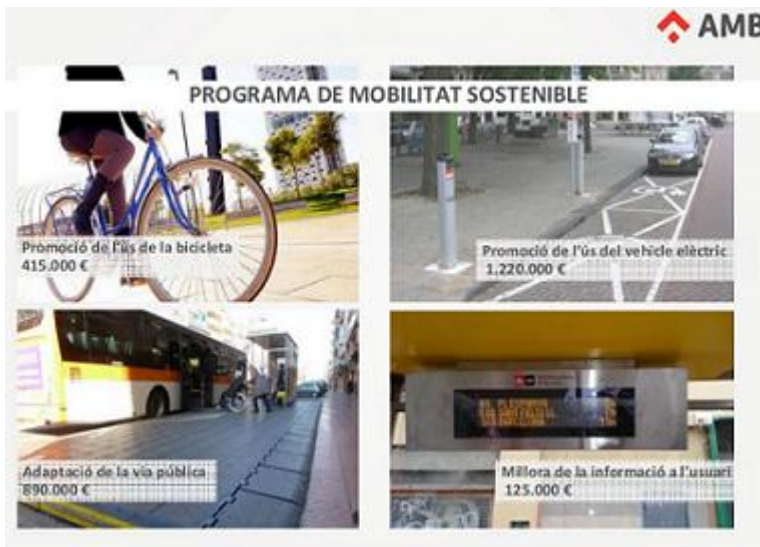 AMB
PROGRAMA DE MOBILITAT SOSTENIBLE
Promoció de l'ús de la bicicleta
415.000 €
Promoció de l'ús del vehicle elèctric
1.220.000 €
Adaptació de la via pública
890.000 €
Millora de la informació a l'usuari
125.000 €